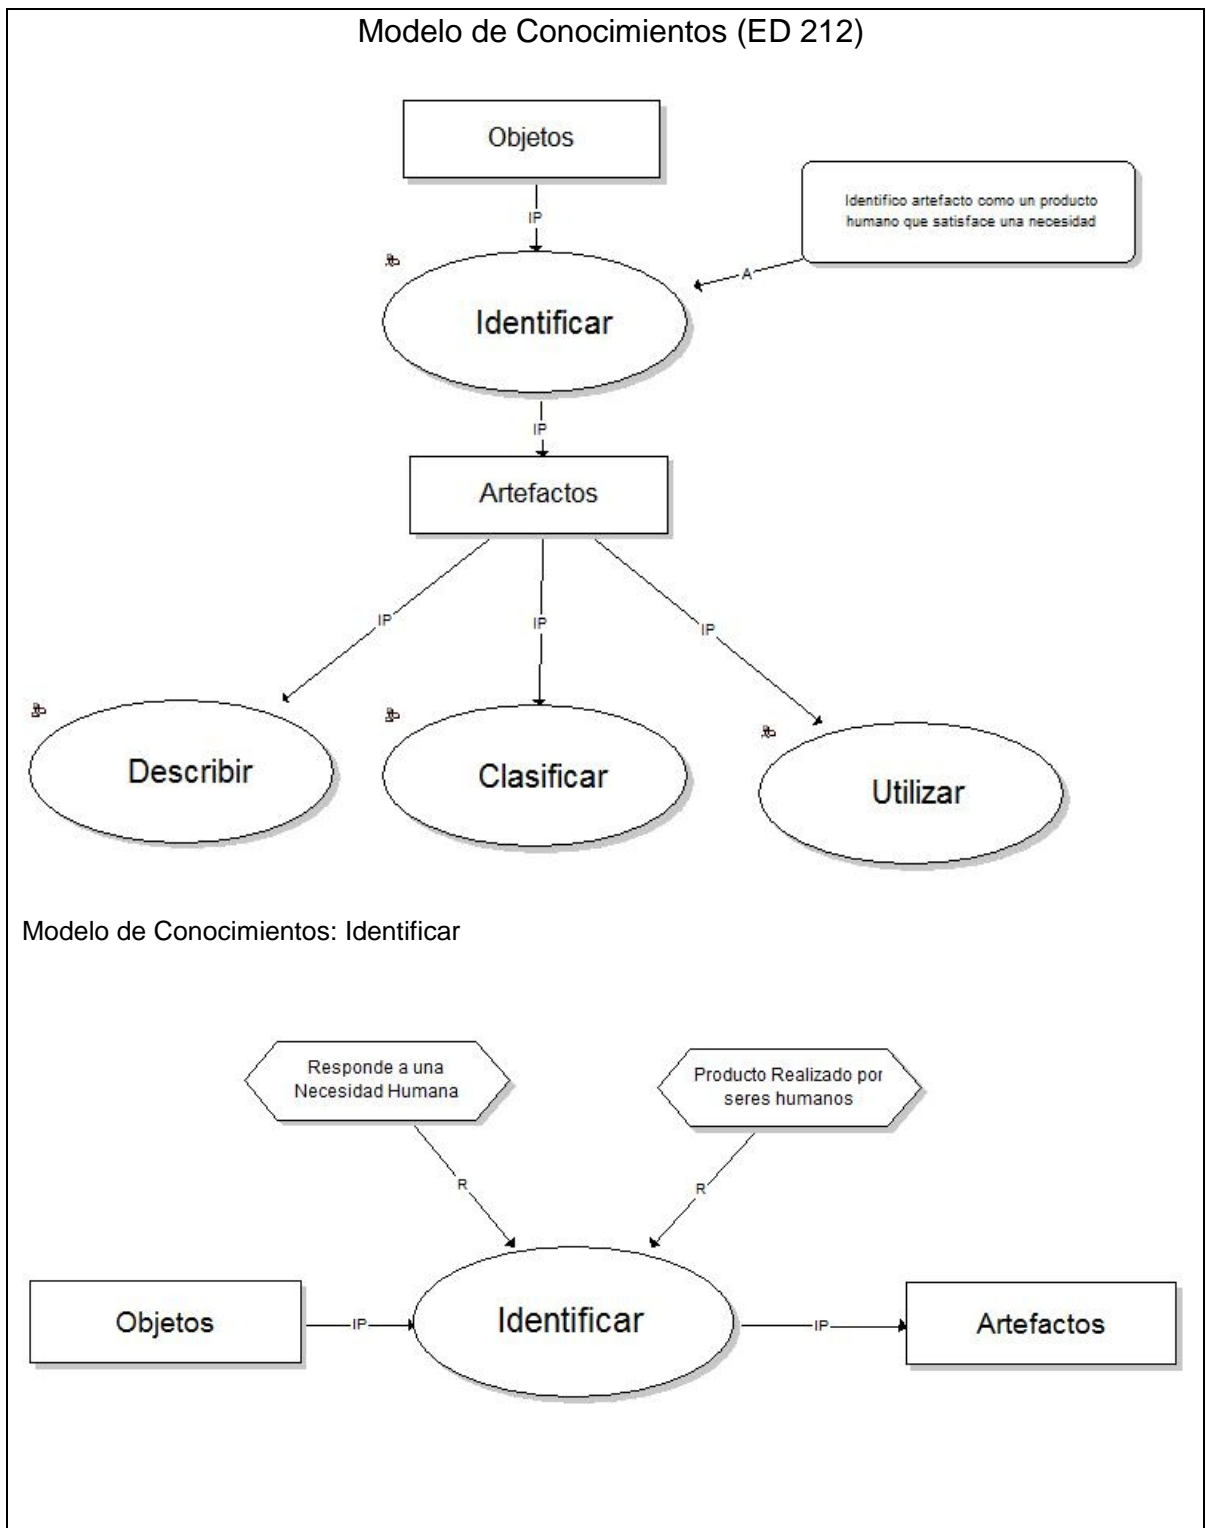 Modelo de Conocimientos (ED 212)
Objetos
Identifico artefacto como un producto
humano que satisface una necesidad
IP
A
Identificar
IP
Artefactos
IP
IP
IP
Describir
Clasificar
Utilizar
Modelo de Conocimientos: Identificar
Responde a una
Necesidad Humana
Producto Realizado por
seres humanos
R
R
Objetos
IP
Identificar
IP
Artefactos